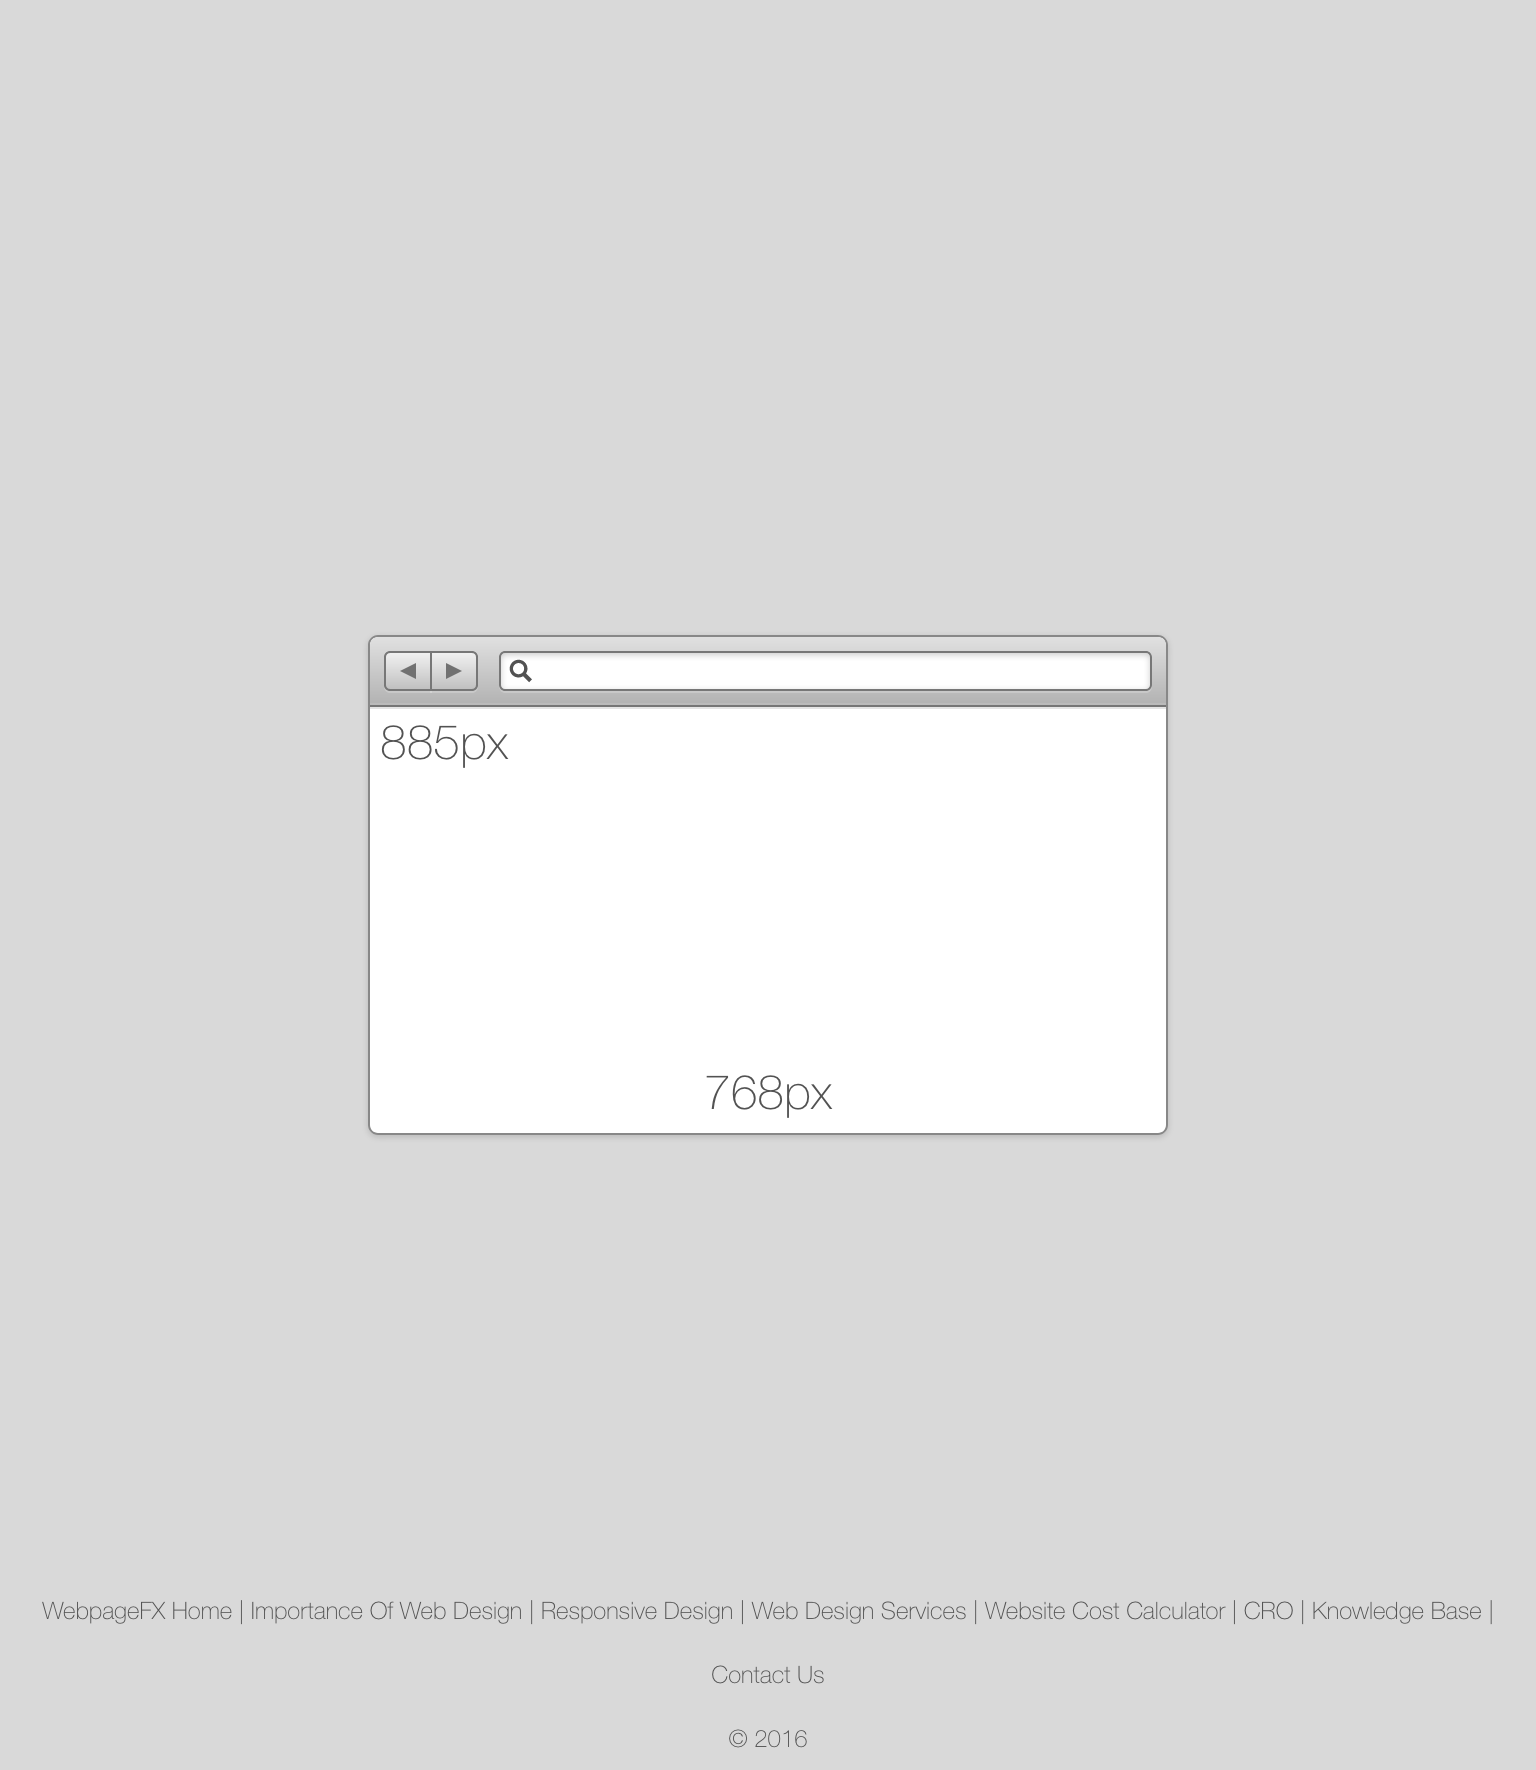 885px
768px
WebpageFX Home | Importance Of Web Design | Responsive Design | Web Design Services | Website Cost Calculator | CRO | Knowledge Base |
Contact Us
© 2016